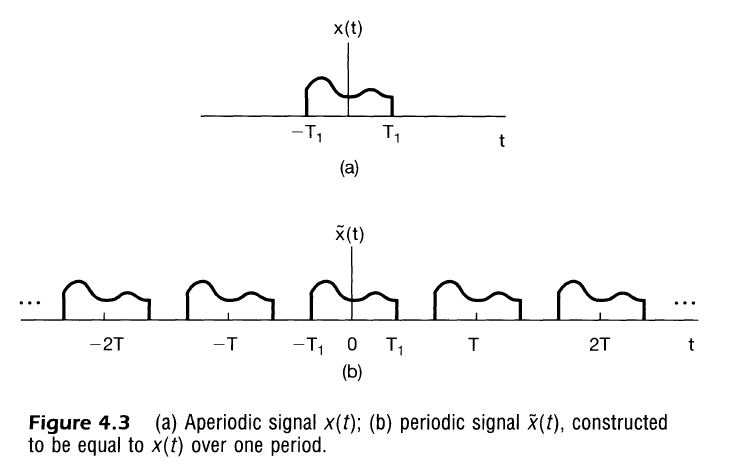 x(t)
−T₁ T₁ t
(a)
x̃(t)
... ...
−2T −T −T₁ 0 T₁ T 2T t
(b)
Figure 4.3 (a) Aperiodic signal x(t); (b) periodic signal x̃(t), constructed
to be equal to x(t) over one period.